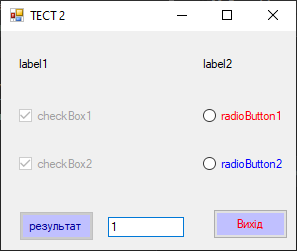 ТЕСТ 2
label1 label2
checkBox1 radioButton1
checkBox2 radioButton2
результат 1 Вихід